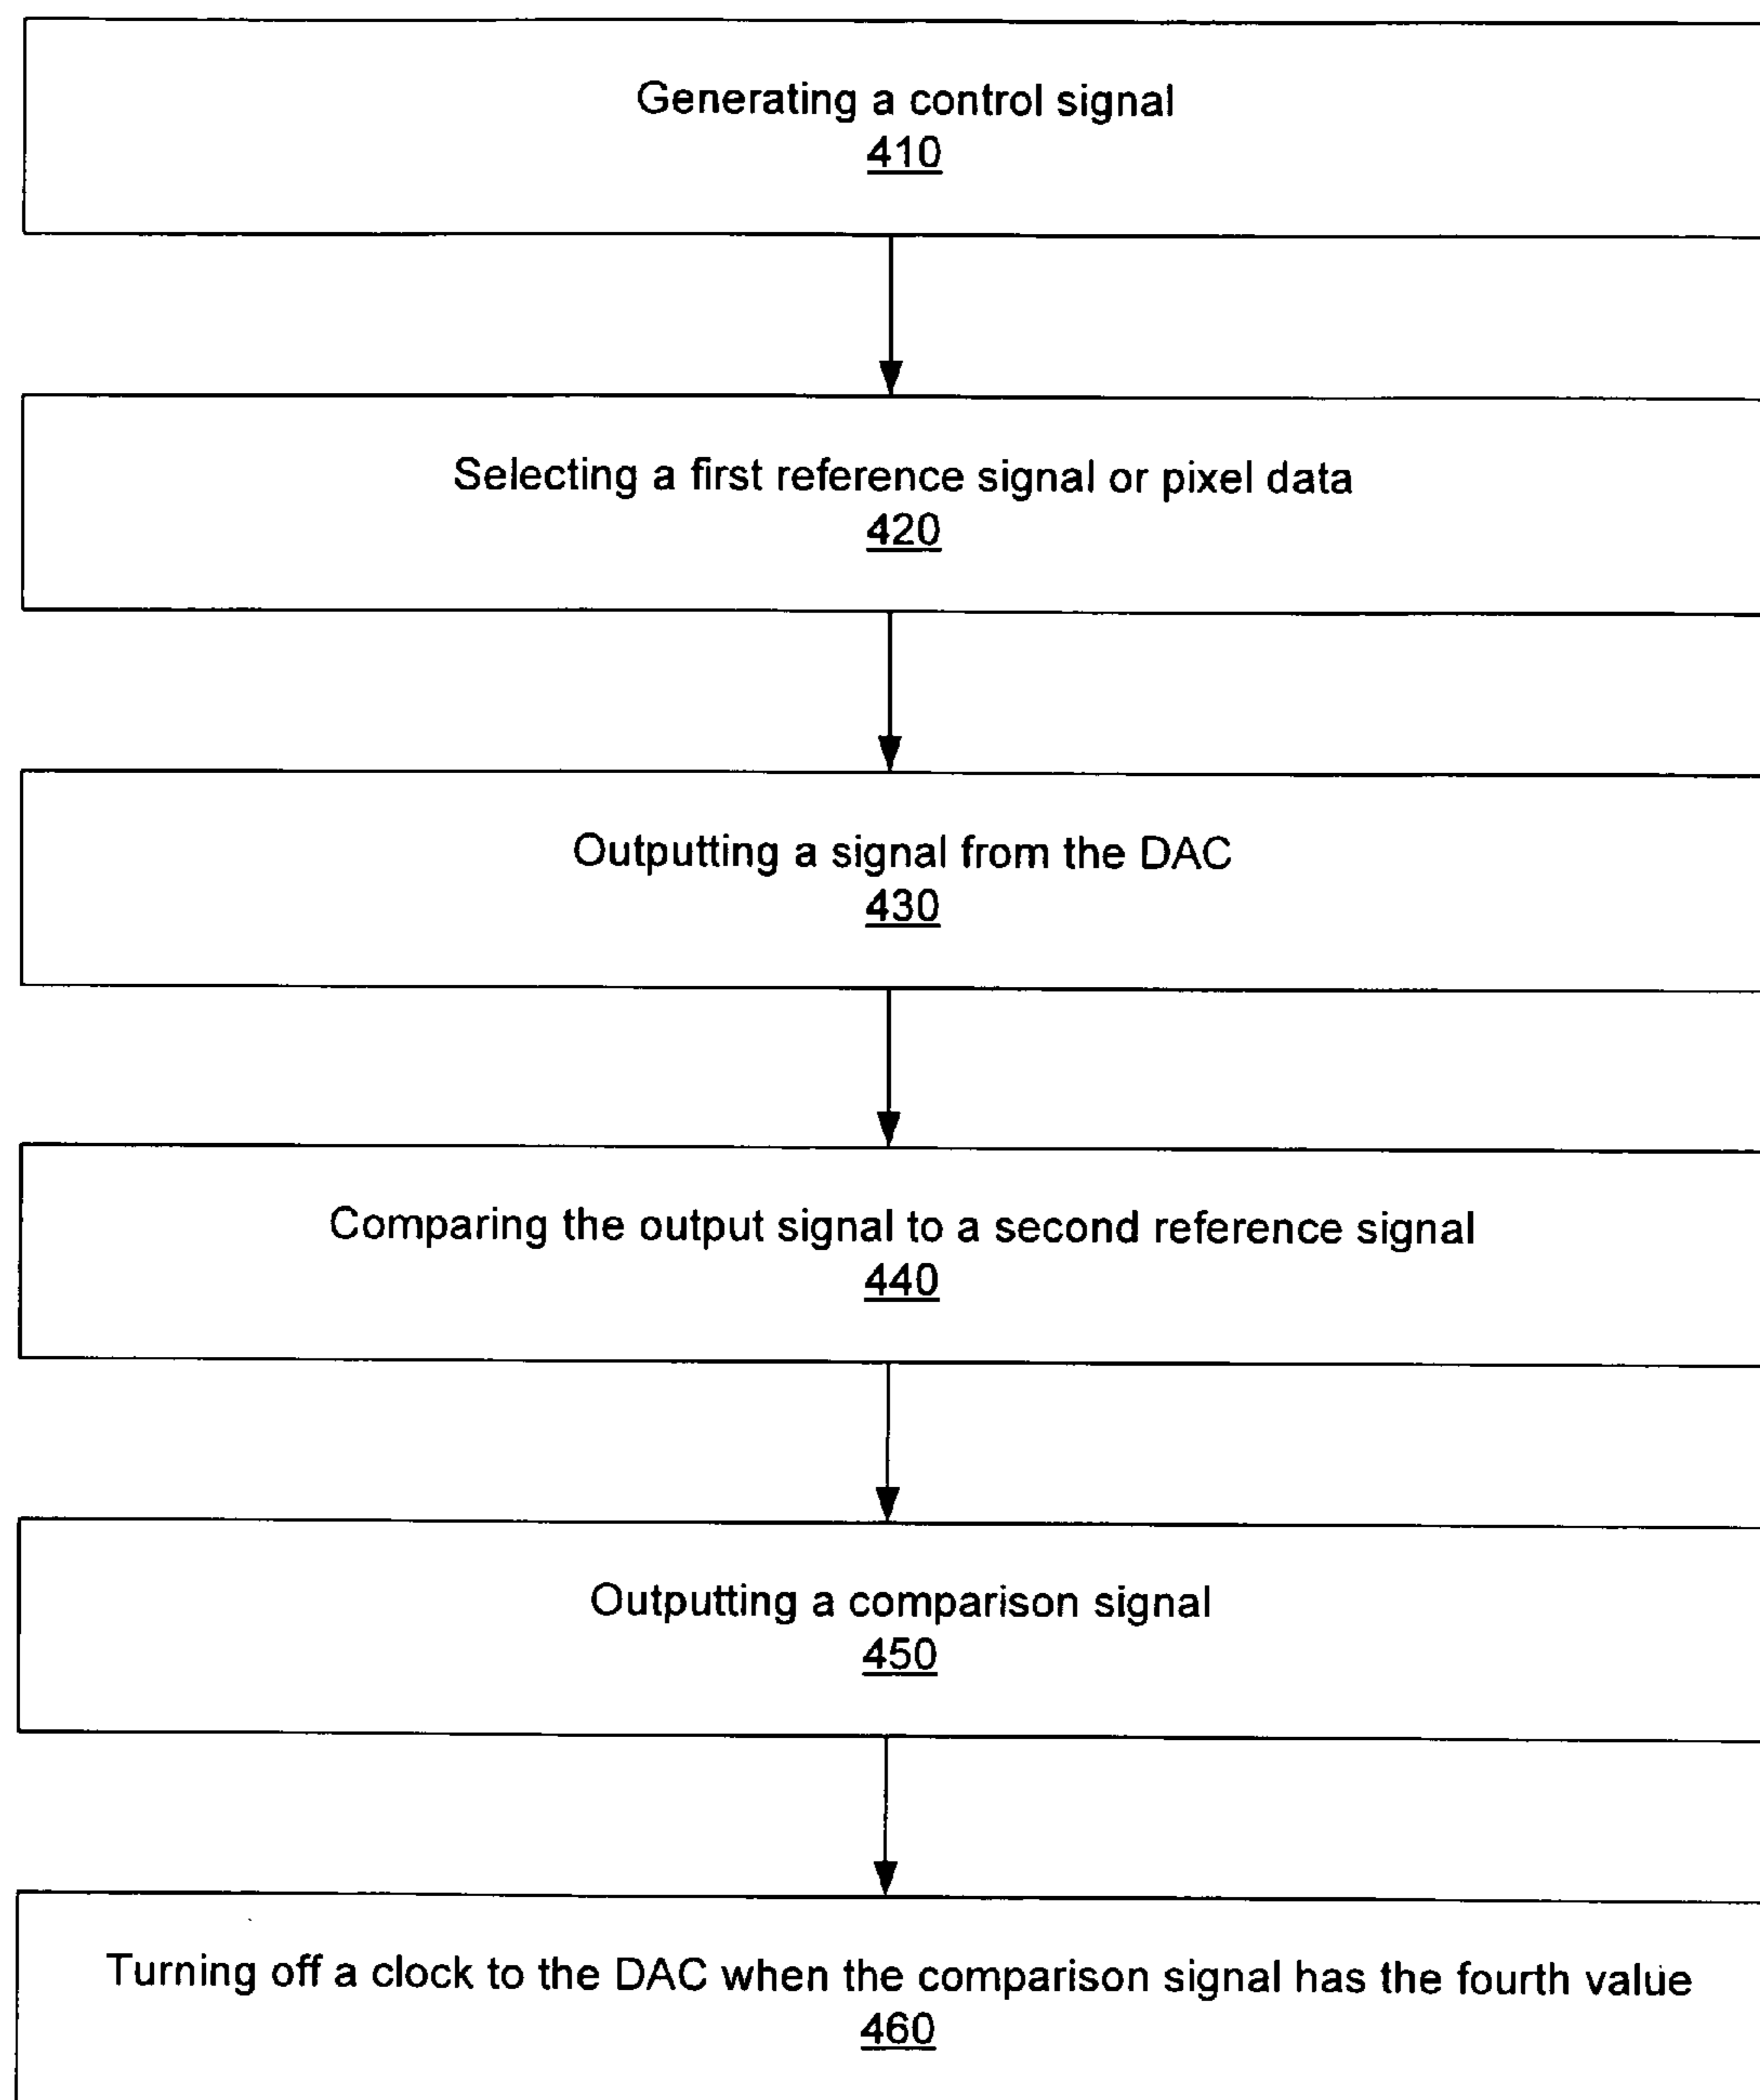 Generating a control signal
410
Selecting a first reference signal or pixel data
420
Outputting a signal from the DAC
430
Comparing the output signal to a second reference signal
440
Outputting a comparison signal
450
Turning off a clock to the DAC when the comparison signal has the fourth value
460